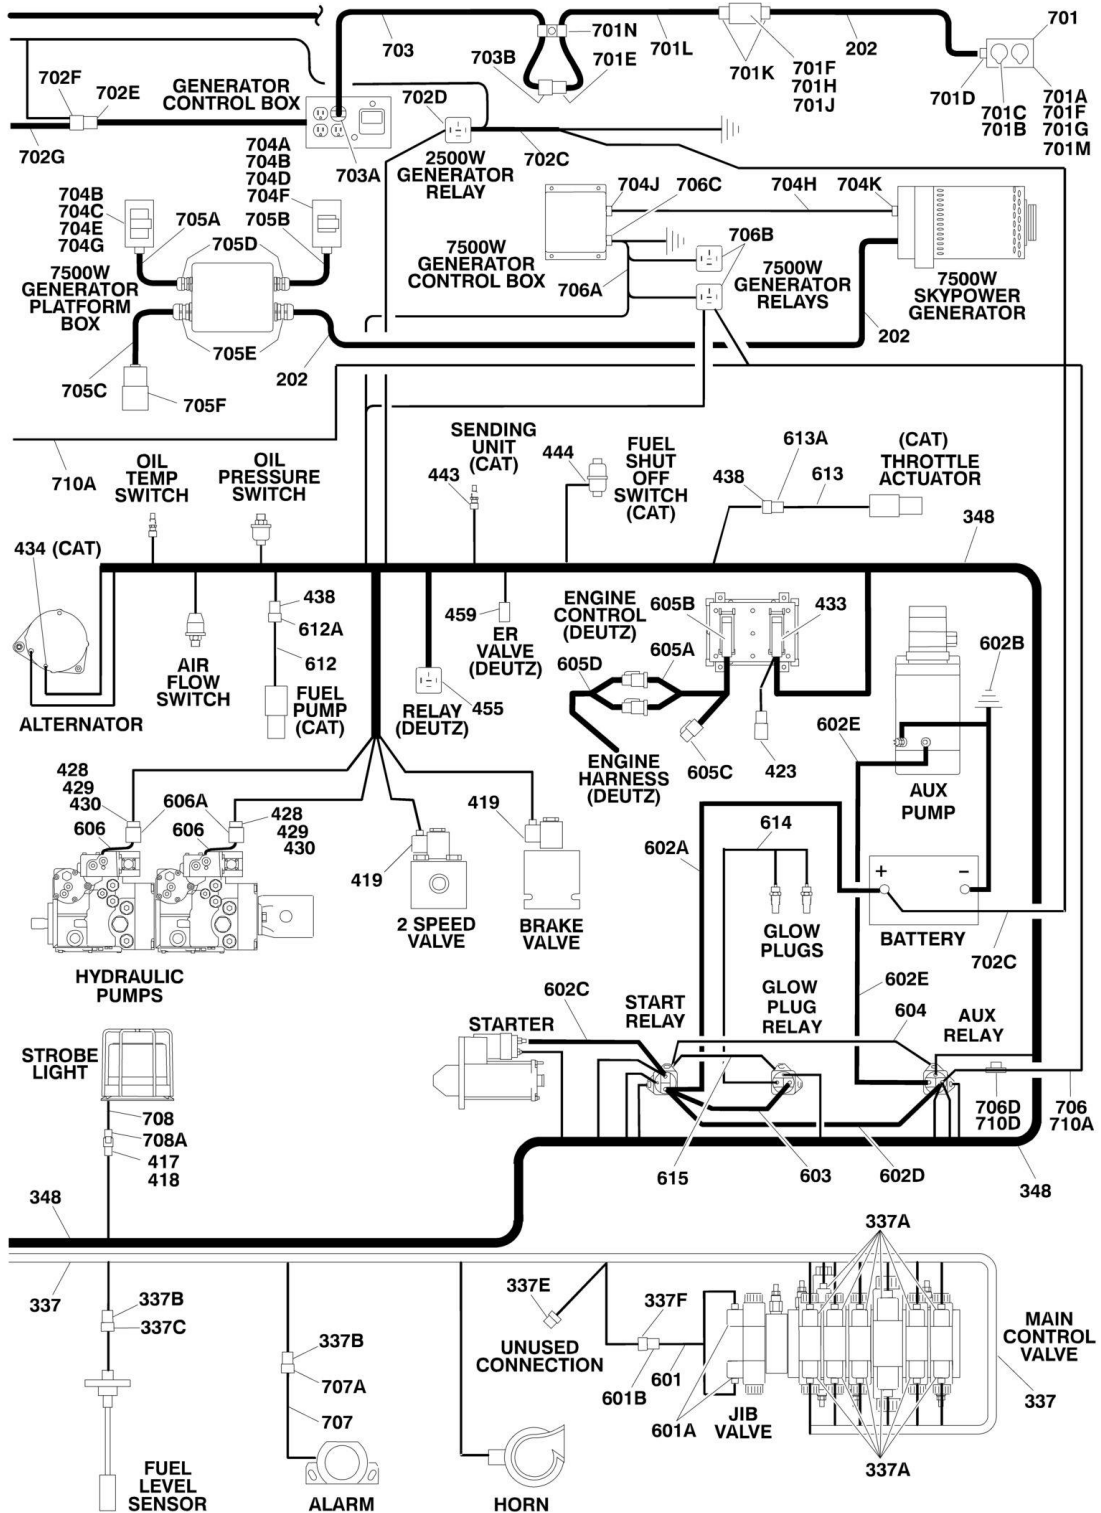 703
703B
701N
701E
701L
701K
701F
701H
701J
202
701
701D
701C
701B
701A
701F
701G
701M
702F
702E
GENERATOR
CONTROL BOX
702G
702D
703A
2500W
GENERATOR
RELAY
702C
704A
704B
704D
704F
704B
704C
704E
704G
705A
705B
705D
7500W
GENERATOR
PLATFORM
BOX
705E
705C
705F
202
704J
706C
704H
704K
7500W
GENERATOR
CONTROL BOX
706A
706B
7500W
GENERATOR
RELAYS
7500W
SKYPOWER
GENERATOR
202
710A
OIL
TEMP
SWITCH
OIL
PRESSURE
SWITCH
SENDING
UNIT
(CAT)
443
444
FUEL
SHUT
OFF
SWITCH
(CAT)
613A
438
613
(CAT)
THROTTLE
ACTUATOR
348
434 (CAT)
ALTERNATOR
AIR
FLOW
SWITCH
438
612A
612
FUEL
PUMP
(CAT)
459
ER
VALVE
(DEUTZ)
RELAY
(DEUTZ)
455
ENGINE
CONTROL
(DEUTZ)
605B
433
605D
605A
605C
423
ENGINE
HARNESS
(DEUTZ)
602B
602E
AUX
PUMP
428
429
430
606A
606
606
428
429
430
HYDRAULIC
PUMPS
419
2 SPEED
VALVE
419
BRAKE
VALVE
602A
614
GLOW
PLUGS
+
–
BATTERY
702C
602E
602C
STARTER
START
RELAY
GLOW
PLUG
RELAY
604
AUX
RELAY
706D
710D
706
710A
615
603
602D
348
STROBE
LIGHT
708
708A
417
418
348
337
337B
337C
FUEL
LEVEL
SENSOR
337B
707A
707
ALARM
HORN
337E
UNUSED
CONNECTION
337F
601B
601
601A
JIB
VALVE
337A
337A
MAIN
CONTROL
VALVE
337